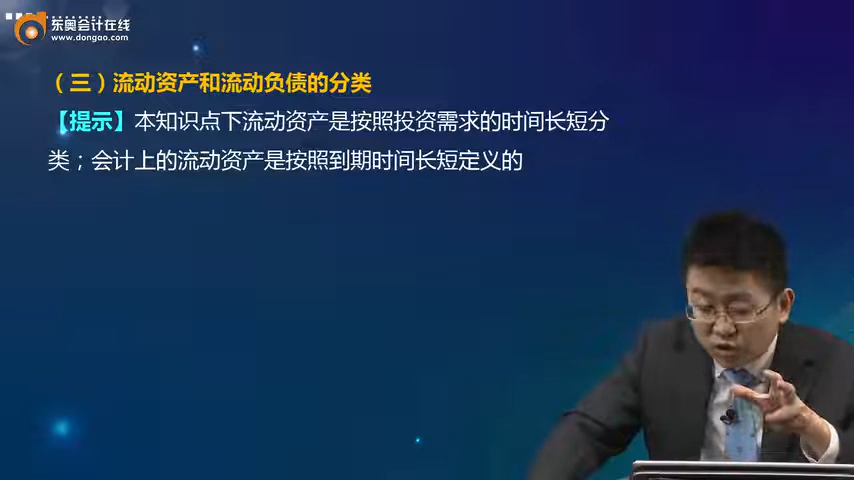 东奥会计在线
www.dongao.com
（三）流动资产和流动负债的分类
【提示】本知识点下流动资产是按照投资需求的时间长短分
类；会计上的流动资产是按照到期时间长短定义的